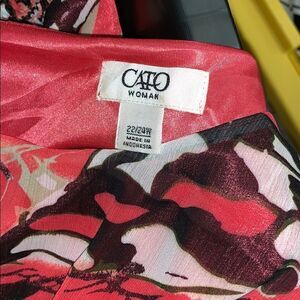 CATO
WOMAN
22/24W
MADE IN
INDONESIA